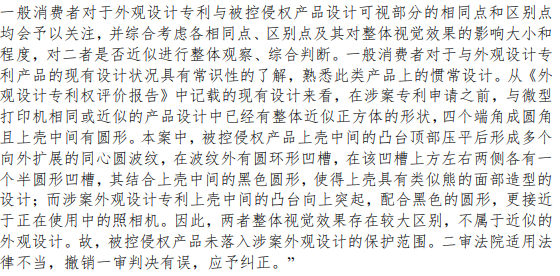 一般消费者对于外观设计专利与被控侵权产品设计可视部分的相同点和区别点
均会予以关注，并综合考虑各相同点、区别点及其对整体视觉效果的影响大小和
程度，对二者是否近似进行整体观察、综合判断。一般消费者对于与外观设计专
利产品的现有设计状况具有常识性的了解，熟悉此类产品上的惯常设计。从《外
观设计专利权评价报告》中记载的现有设计来看，在涉案专利申请之前，与微型
打印机相同或近似的产品设计中已经有整体近似正方体的形状，四个端角成圆角
且上壳中间有圆形。本案中，被控侵权产品上壳中间的凸台顶部压平后形成多个
向外扩展的同心圆波纹，在波纹外有圆环形凹槽，在该凹槽上方左右两侧各有一
个半圆形凹槽，其结合上壳中间的黑色圆形，使得上壳具有类似熊的面部造型的
设计；而涉案外观设计专利上壳中间的凸台向上突起，配合黑色的圆形，更接近
于正在使用中的照相机。因此，两者整体视觉效果存在较大区别，不属于近似的
外观设计。故，被控侵权产品未落入涉案外观设计的保护范围。二审法院适用法
律不当，撤销一审判决有误，应予纠正。”